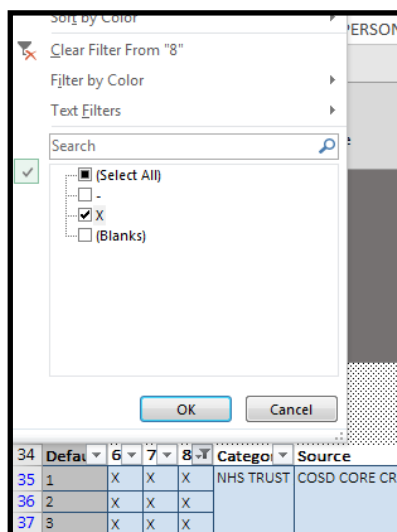 Sort by Color
PERSON
Clear Filter From "8"
Filter by Color
Text Filters
Search
(Select All)
-
X
(Blanks)
OK
Cancel
34 Defau 6 7 8 Categor Source
35 1 X X X NHS TRUST COSD CORE CR
36 2 X X X
37 3 X X X